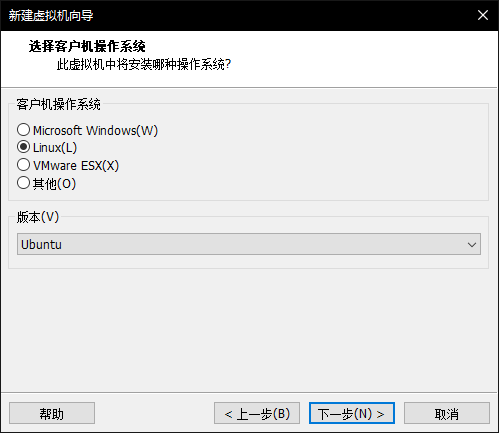 新建虚拟机向导
选择客户机操作系统
此虚拟机中将安装哪种操作系统?
客户机操作系统
Microsoft Windows(W)
Linux(L)
VMware ESX(X)
其他(O)
版本(V)
Ubuntu
帮助
< 上一步(B)
下一步(N) >
取消